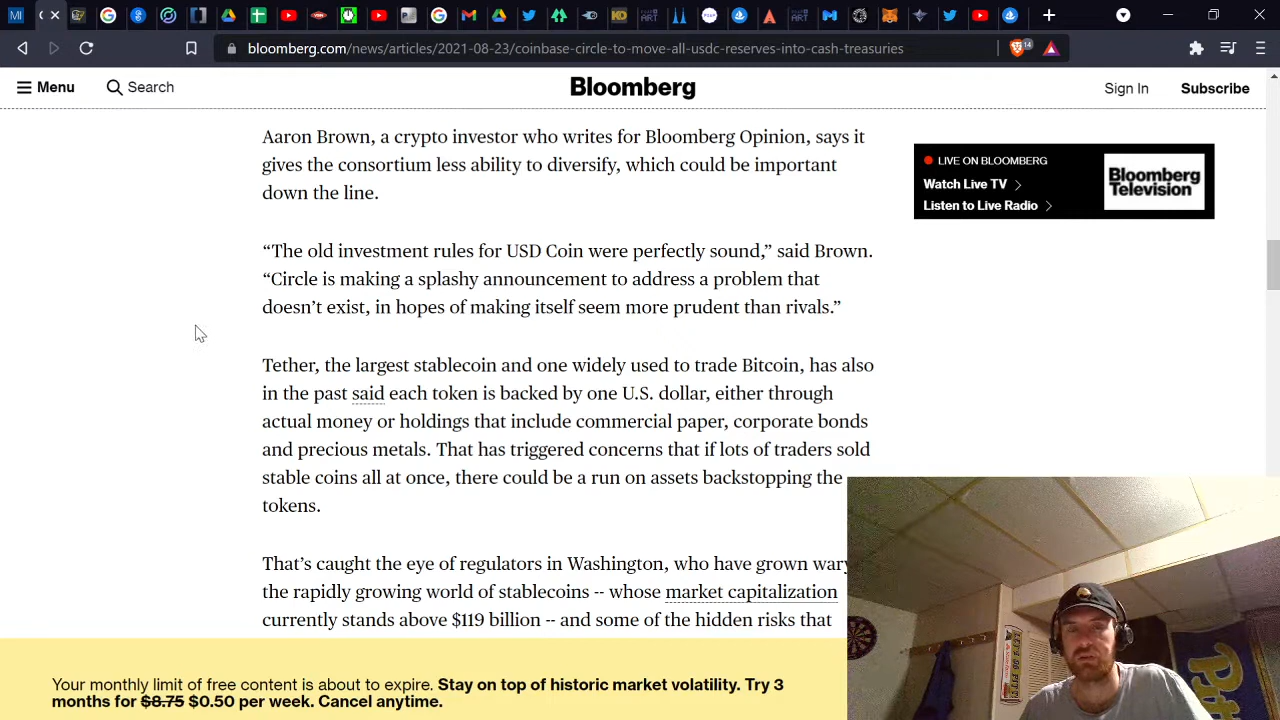 bloomberg.com/news/articles/2021-08-23/coinbase-circle-to-move-all-usdc-reserves-into-cash-treasuries
14
Menu
Search
Bloomberg
Sign In
Subscribe
Aaron Brown, a crypto investor who writes for Bloomberg Opinion, says it
gives the consortium less ability to diversify, which could be important
down the line.
“The old investment rules for USD Coin were perfectly sound,” said Brown.
“Circle is making a splashy announcement to address a problem that
doesn’t exist, in hopes of making itself seem more prudent than rivals.”
Tether, the largest stablecoin and one widely used to trade Bitcoin, has also
in the past said each token is backed by one U.S. dollar, either through
actual money or holdings that include commercial paper, corporate bonds
and precious metals. That has triggered concerns that if lots of traders sold
stable coins all at once, there could be a run on assets backstopping the
tokens.
That’s caught the eye of regulators in Washington, who have grown wary
the rapidly growing world of stablecoins -- whose market capitalization
currently stands above $119 billion -- and some of the hidden risks that
LIVE ON BLOOMBERG
Watch Live TV
Listen to Live Radio
Bloomberg
Television
Your monthly limit of free content is about to expire. Stay on top of historic market volatility. Try 3
months for $8.75 $0.50 per week. Cancel anytime.